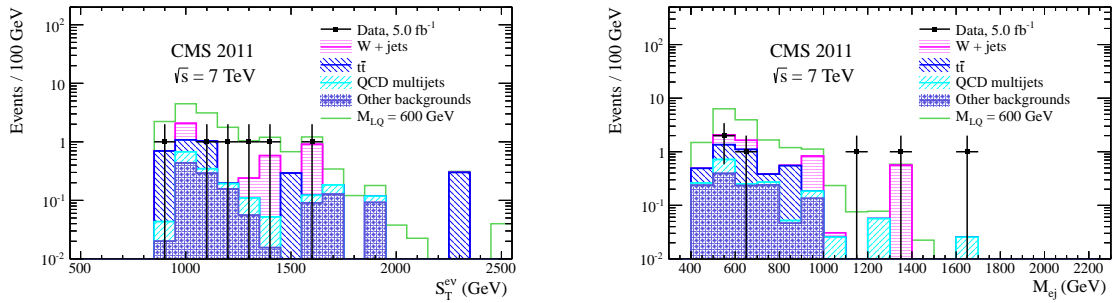 Events / 100 GeV
10²
10
1
10⁻¹
10⁻²
CMS 2011
√s = 7 TeV
Data, 5.0 fb⁻¹
W + jets
tt̄
QCD multijets
Other backgrounds
M_LQ = 600 GeV
500 1000 1500 2000 2500
S_T^eν (GeV)
Events / 100 GeV
10²
10
1
10⁻¹
10⁻²
CMS 2011
√s = 7 TeV
Data, 5.0 fb⁻¹
W + jets
tt̄
QCD multijets
Other backgrounds
M_LQ = 600 GeV
400 600 800 1000 1200 1400 1600 1800 2000 2200
M_ej (GeV)